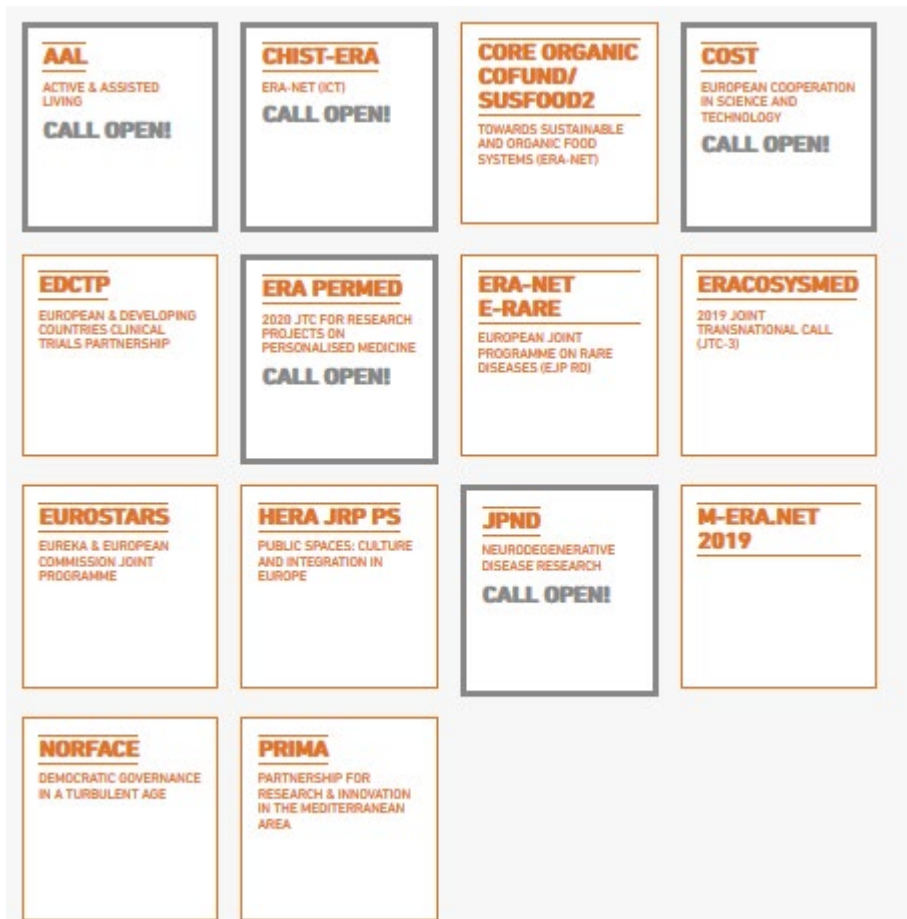 AAL
ACTIVE & ASSISTED
LIVING
CALL OPEN!
CHIST-ERA
ERA-NET (ICT)
CALL OPEN!
CORE ORGANIC
COFUND/
SUSFOOD2
TOWARDS SUSTAINABLE
AND ORGANIC FOOD
SYSTEMS (ERA-NET)
COST
EUROPEAN COOPERATION
IN SCIENCE AND
TECHNOLOGY
CALL OPEN!
EDCTP
EUROPEAN & DEVELOPING
COUNTRIES CLINICAL
TRIALS PARTNERSHIP
ERA PERMED
2020 JTC FOR RESEARCH
PROJECTS ON
PERSONALISED MEDICINE
CALL OPEN!
ERA-NET
E-RARE
EUROPEAN JOINT
PROGRAMME ON RARE
DISEASES (EJP RD)
ERACOSYSMED
2019 JOINT
TRANSNATIONAL CALL
(JTC-3)
EUROSTARS
EUREKA & EUROPEAN
COMMISSION JOINT
PROGRAMME
HERA JRP PS
PUBLIC SPACES: CULTURE
AND INTEGRATION IN
EUROPE
JPND
NEURODEGENERATIVE
DISEASE RESEARCH
CALL OPEN!
M-ERA.NET
2019
NORFACE
DEMOCRATIC GOVERNANCE
IN A TURBULENT AGE
PRIMA
PARTNERSHIP FOR
RESEARCH & INNOVATION
IN THE MEDITERRANEAN
AREA